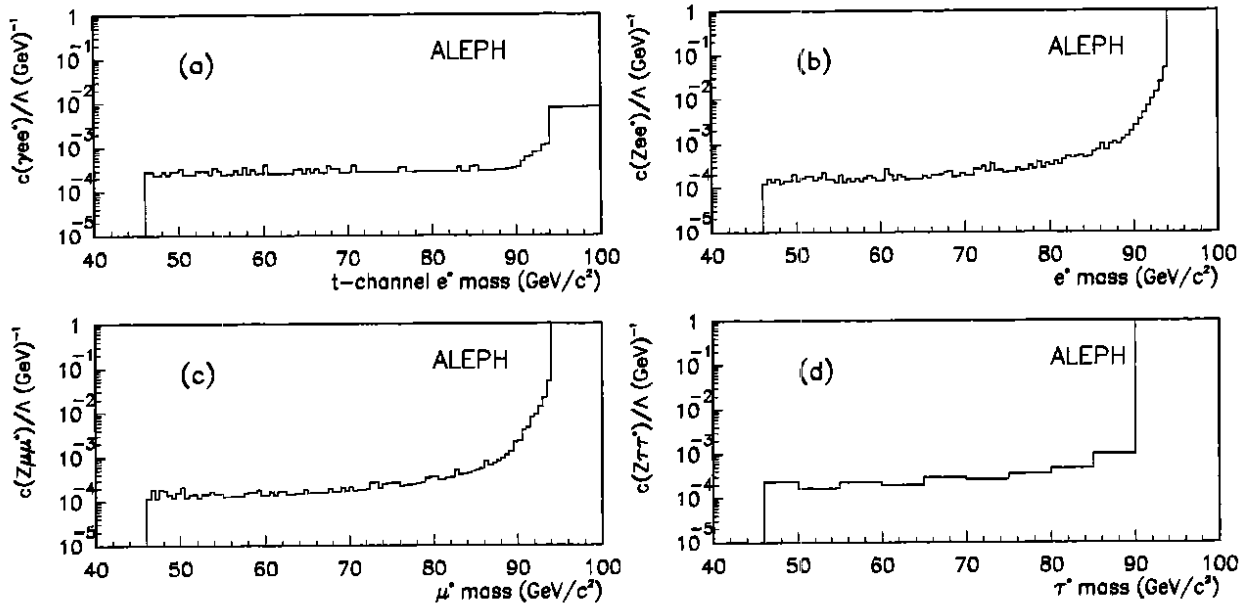 c(γee*)/Λ (GeV)⁻¹
1
10⁻¹
10⁻²
10⁻³
10⁻⁴
10⁻⁵
(a)
ALEPH
40 50 60 70 80 90 100
t-channel e* mass (GeV/c²)
c(Zee*)/Λ (GeV)⁻¹
1
10⁻¹
10⁻²
10⁻³
10⁻⁴
10⁻⁵
(b)
ALEPH
40 50 60 70 80 90 100
e* mass (GeV/c²)
c(Zμμ*)/Λ (GeV)⁻¹
1
10⁻¹
10⁻²
10⁻³
10⁻⁴
10⁻⁵
(c)
ALEPH
40 50 60 70 80 90 100
μ* mass (GeV/c²)
c(Zττ*)/Λ (GeV)⁻¹
1
10⁻¹
10⁻²
10⁻³
10⁻⁴
10⁻⁵
(d)
ALEPH
40 50 60 70 80 90 100
τ* mass (GeV/c²)